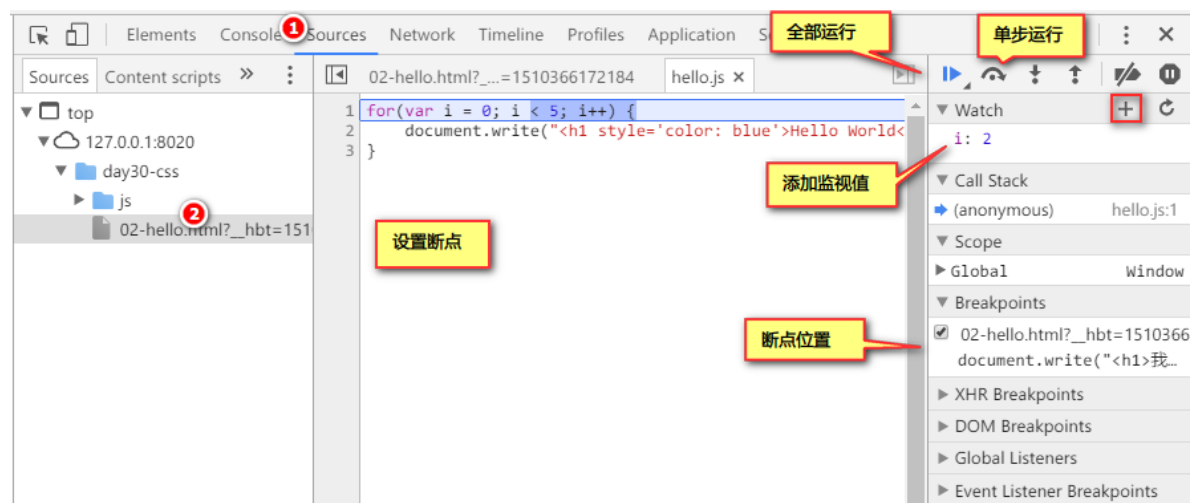 Elements Console Sources Network Timeline Profiles Application S
1
全部运行
单步运行
Sources Content scripts » 02-hello.html?_...=1510366172184 hello.js ×
top
127.0.0.1:8020
day30-css
js
2
02-hello.html?__hbt=151
1 for(var i = 0; i < 5; i++) {
2 document.write("<h1 style='color: blue'>Hello World<
3 }
设置断点
添加监视值
断点位置
Watch
i: 2
Call Stack
(anonymous) hello.js:1
Scope
Global Window
Breakpoints
02-hello.html?__hbt=1510366
document.write("<h1>我...
XHR Breakpoints
DOM Breakpoints
Global Listeners
Event Listener Breakpoints